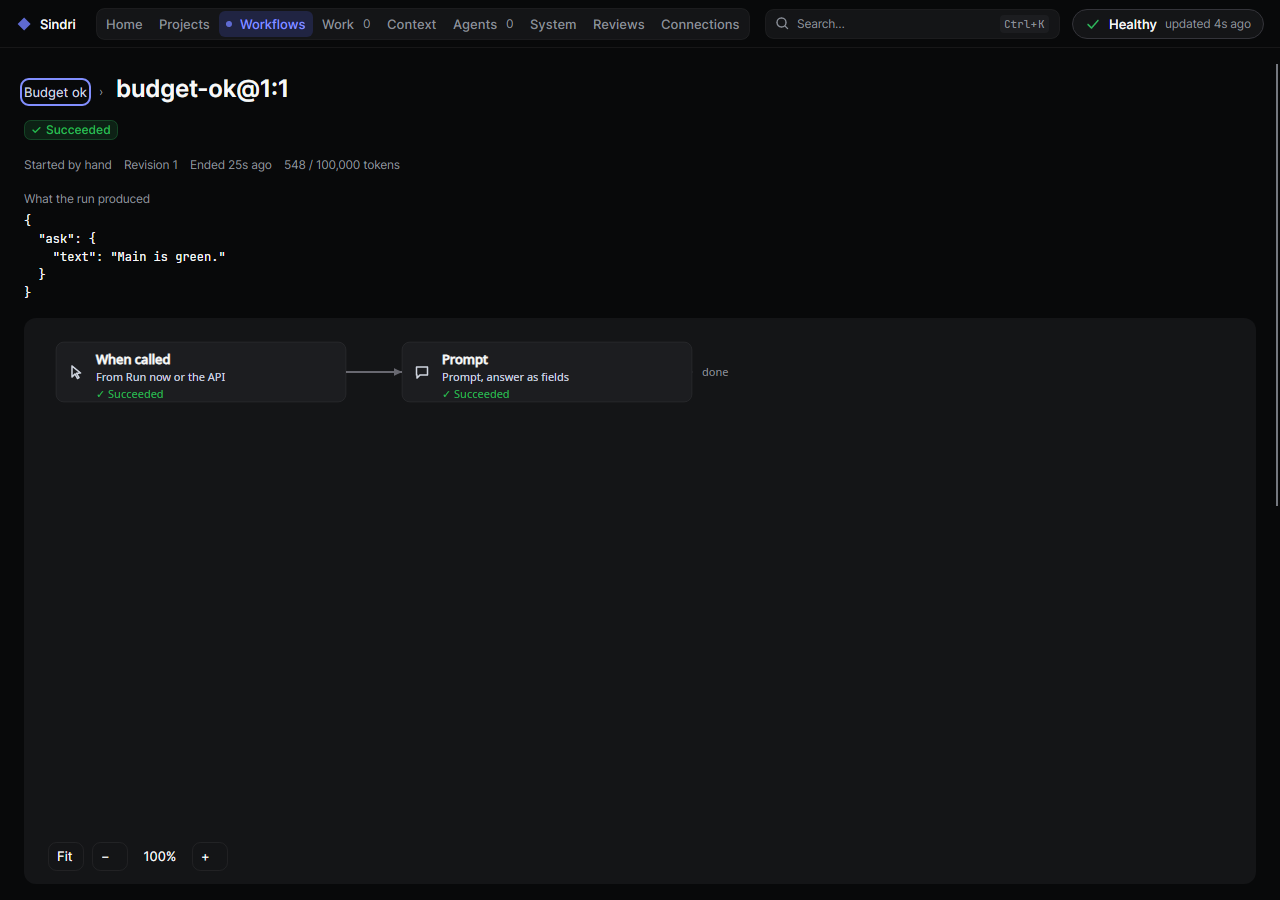 Sindri Home Projects Workflows Work 0 Context Agents 0 System Reviews Connections Search... Ctrl+K Healthy updated 4s ago
Budget ok › budget-ok@1:1
✓ Succeeded
Started by hand Revision 1 Ended 25s ago 548 / 100,000 tokens
What the run produced
{
  "ask": {
    "text": "Main is green."
  }
}
When called
From Run now or the API
✓ Succeeded
Prompt
Prompt, answer as fields
✓ Succeeded
done
Fit − 100% +